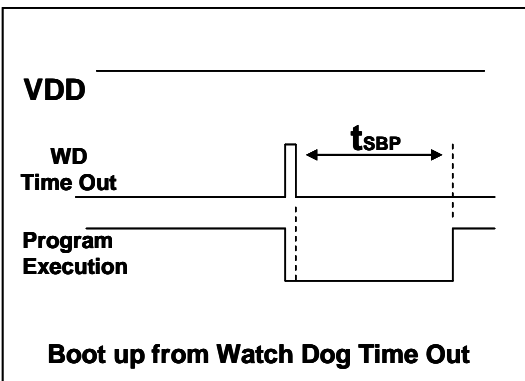 VDD
tSBP
WD
Time Out
Program
Execution
Boot up from Watch Dog Time Out